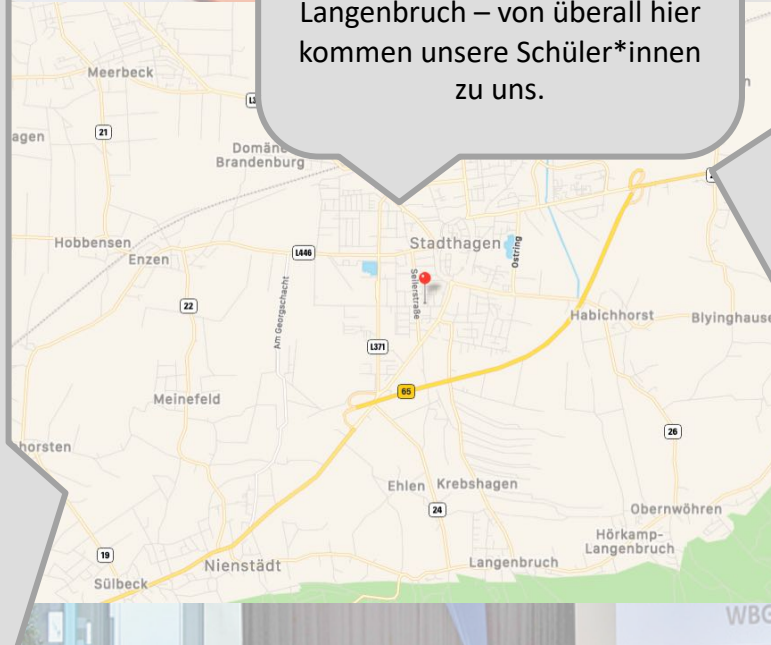 Langenbruch – von überall hier
kommen unsere Schüler*innen
zu uns.
Meerbeck
21
agen
Domäne
Brandenburg
Hobbensen
Enzen
L446
Stadthagen
Ostring
Seilerstraße
Am Georgschacht
22
Habichhorst
Blyinghause
L371
65
Meinefeld
26
horsten
Ehlen
Krebshagen
24
Obernwöhren
Hörkamp-
Langenbruch
19
Nienstädt
Langenbruch
Sülbeck
WBG